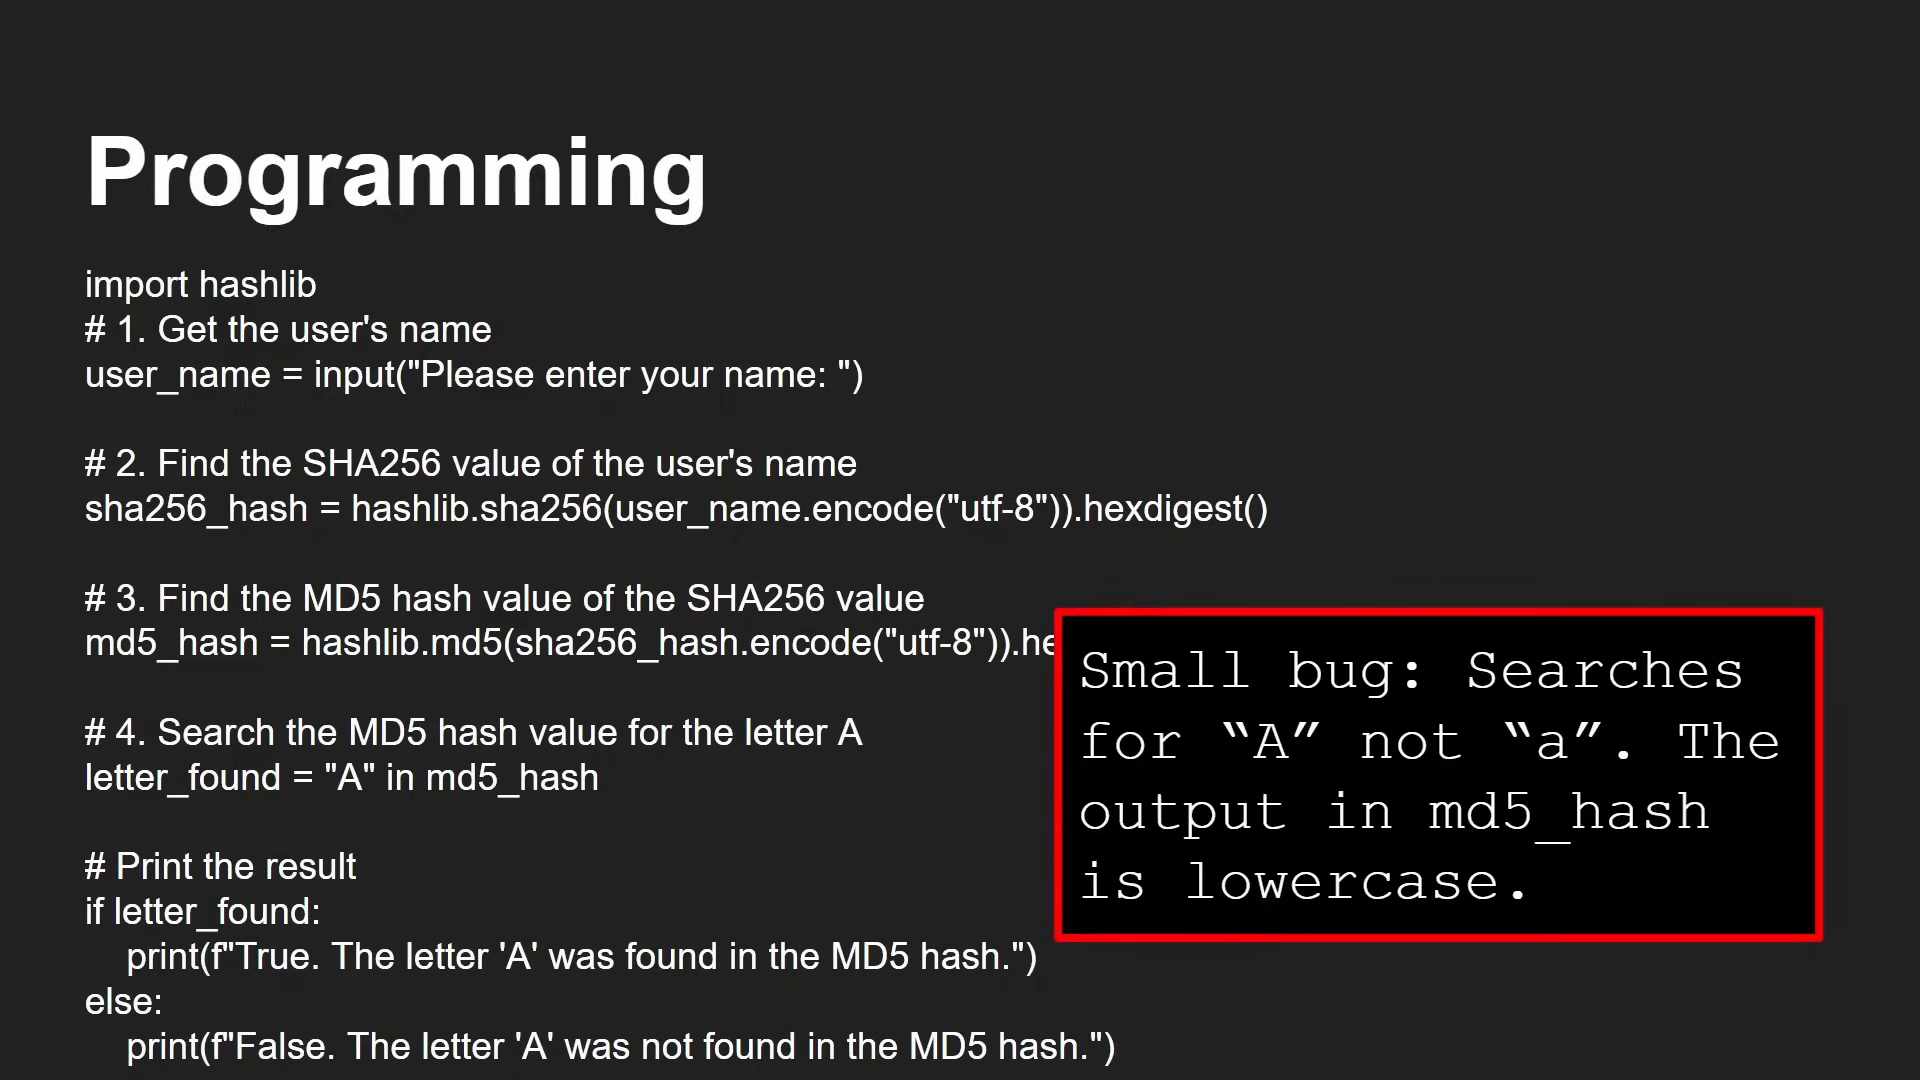 Programming
import hashlib
# 1. Get the user's name
user_name = input("Please enter your name: ")
# 2. Find the SHA256 value of the user's name
sha256_hash = hashlib.sha256(user_name.encode("utf-8")).hexdigest()
# 3. Find the MD5 hash value of the SHA256 value
md5_hash = hashlib.md5(sha256_hash.encode("utf-8")).he
# 4. Search the MD5 hash value for the letter A
letter_found = "A" in md5_hash
# Print the result
if letter_found:
    print(f"True. The letter 'A' was found in the MD5 hash.")
else:
    print(f"False. The letter 'A' was not found in the MD5 hash.")
Small bug: Searches
for “A” not “a”. The
output in md5_hash
is lowercase.